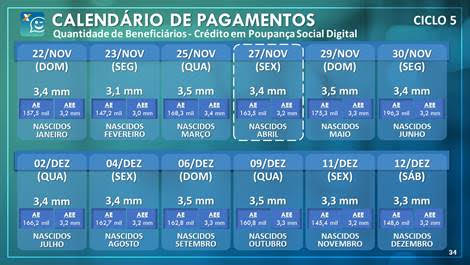 CALENDÁRIO DE PAGAMENTOS
CICLO 5
Quantidade de Beneficiários - Crédito em Poupança Social Digital
22/NOV 23/NOV 25/NOV 27/NOV 29/NOV 30/NOV
(DOM) (SEG) (QUA) (SEX) (DOM) (SEG)
3,4 mm 3,1 mm 3,5 mm 3,4 mm 3,5 mm 3,4 mm
AE AEE AE AEE AE AEE AE AEE AE AEE AE AEE
157,5 mil 3,2 mm 147,2 mil 3,0 mm 168,3 mil 3,4 mm 163,5 mil 3,2 mm 175,3 mil 3,3 mm 196,3 mil 3,2 mm
NASCIDOS NASCIDOS NASCIDOS NASCIDOS NASCIDOS NASCIDOS
JANEIRO FEVEREIRO MARÇO ABRIL MAIO JUNHO
02/DEZ 04/DEZ 06/DEZ 09/DEZ 11/DEZ 12/DEZ
(QUA) (SEX) (DOM) (QUA) (SEX) (SÁB)
3,4 mm 3,4 mm 3,5 mm 3,4 mm 3,3 mm 3,3 mm
AE AEE AE AEE AE AEE AE AEE AE AEE AE AEE
166,2 mil 3,2 mm 162,7 mil 3,2 mm 162,8 mil 3,3 mm 160,8 mil 3,3 mm 145,4 mil 3,2 mm 148,6 mil 3,2 mm
NASCIDOS NASCIDOS NASCIDOS NASCIDOS NASCIDOS NASCIDOS
JULHO AGOSTO SETEMBRO OUTUBRO NOVEMBRO DEZEMBRO
34